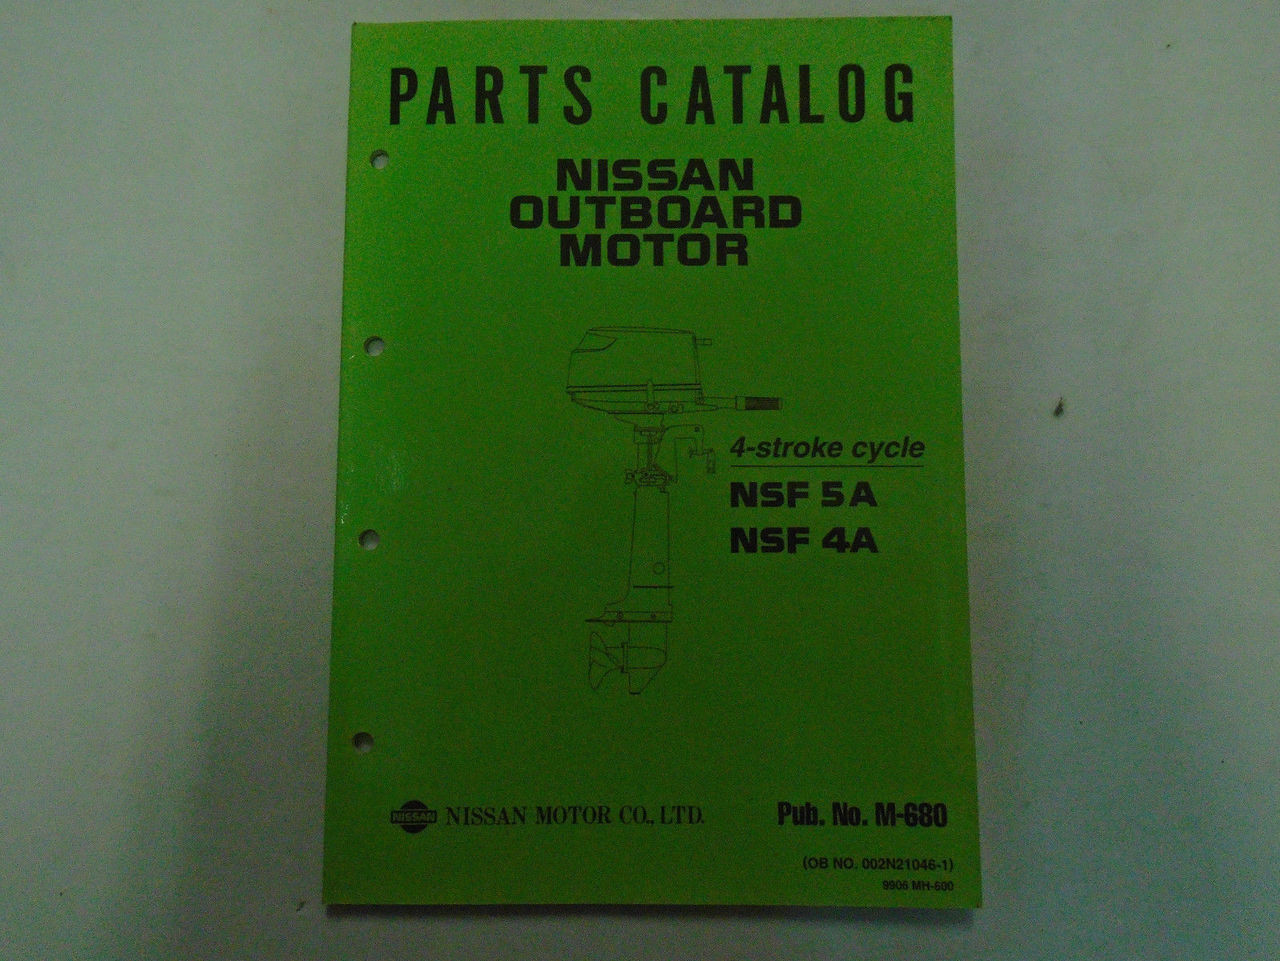 PARTS CATALOG
NISSAN
OUTBOARD
MOTOR
4-stroke cycle
NSF 5A
NSF 4A
NISSAN NISSAN MOTOR CO., LTD.
Pub. No. M-680
(OB NO. 002N21046-1)
9906 MH-600